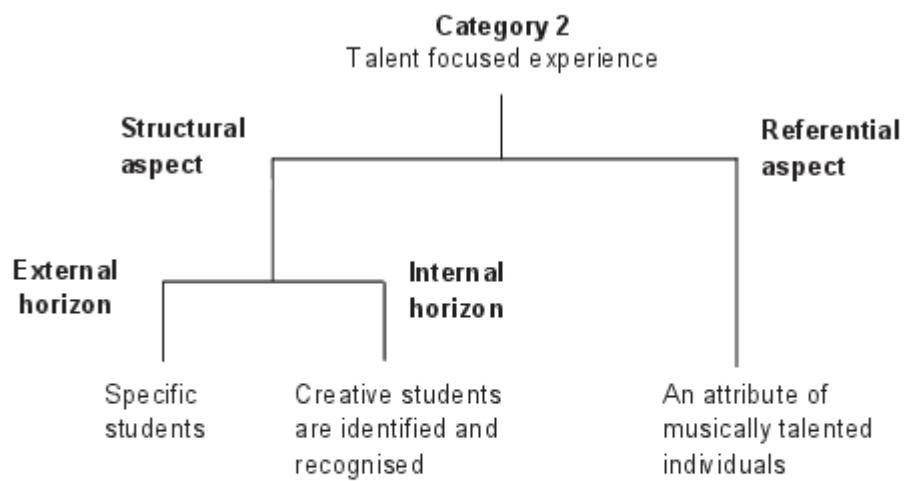 Category 2
Talent focused experience
Structural
aspect
Referential
aspect
External
horizon
Internal
horizon
Specific
students
Creative students
are identified and
recognised
An attribute of
musically talented
individuals